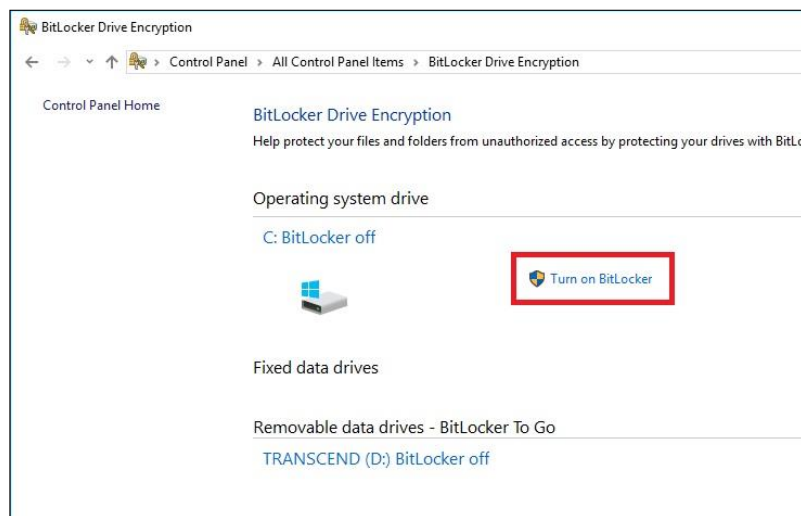 BitLocker Drive Encryption
Control Panel > All Control Panel Items > BitLocker Drive Encryption
Control Panel Home
BitLocker Drive Encryption
Help protect your files and folders from unauthorized access by protecting your drives with BitLo
Operating system drive
C: BitLocker off
Turn on BitLocker
Fixed data drives
Removable data drives - BitLocker To Go
TRANSCEND (D:) BitLocker off